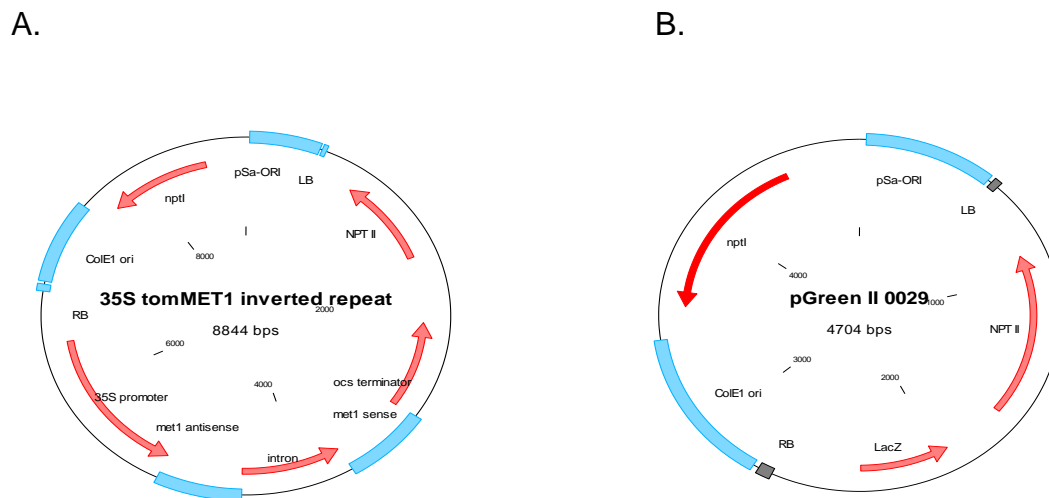 A.
pSa-ORI
LB
nptI
NPT II
ColE1 ori
8000
35S tomMET1 inverted repeat
8844 bps
2000
RB
6000
4000
35S promoter
ocs terminator
met1 sense
met1 antisense
intron
B.
pSa-ORI
LB
nptI
4000
pGreen II 0029
1000
4704 bps
NPT II
3000
2000
ColE1 ori
RB
LacZ